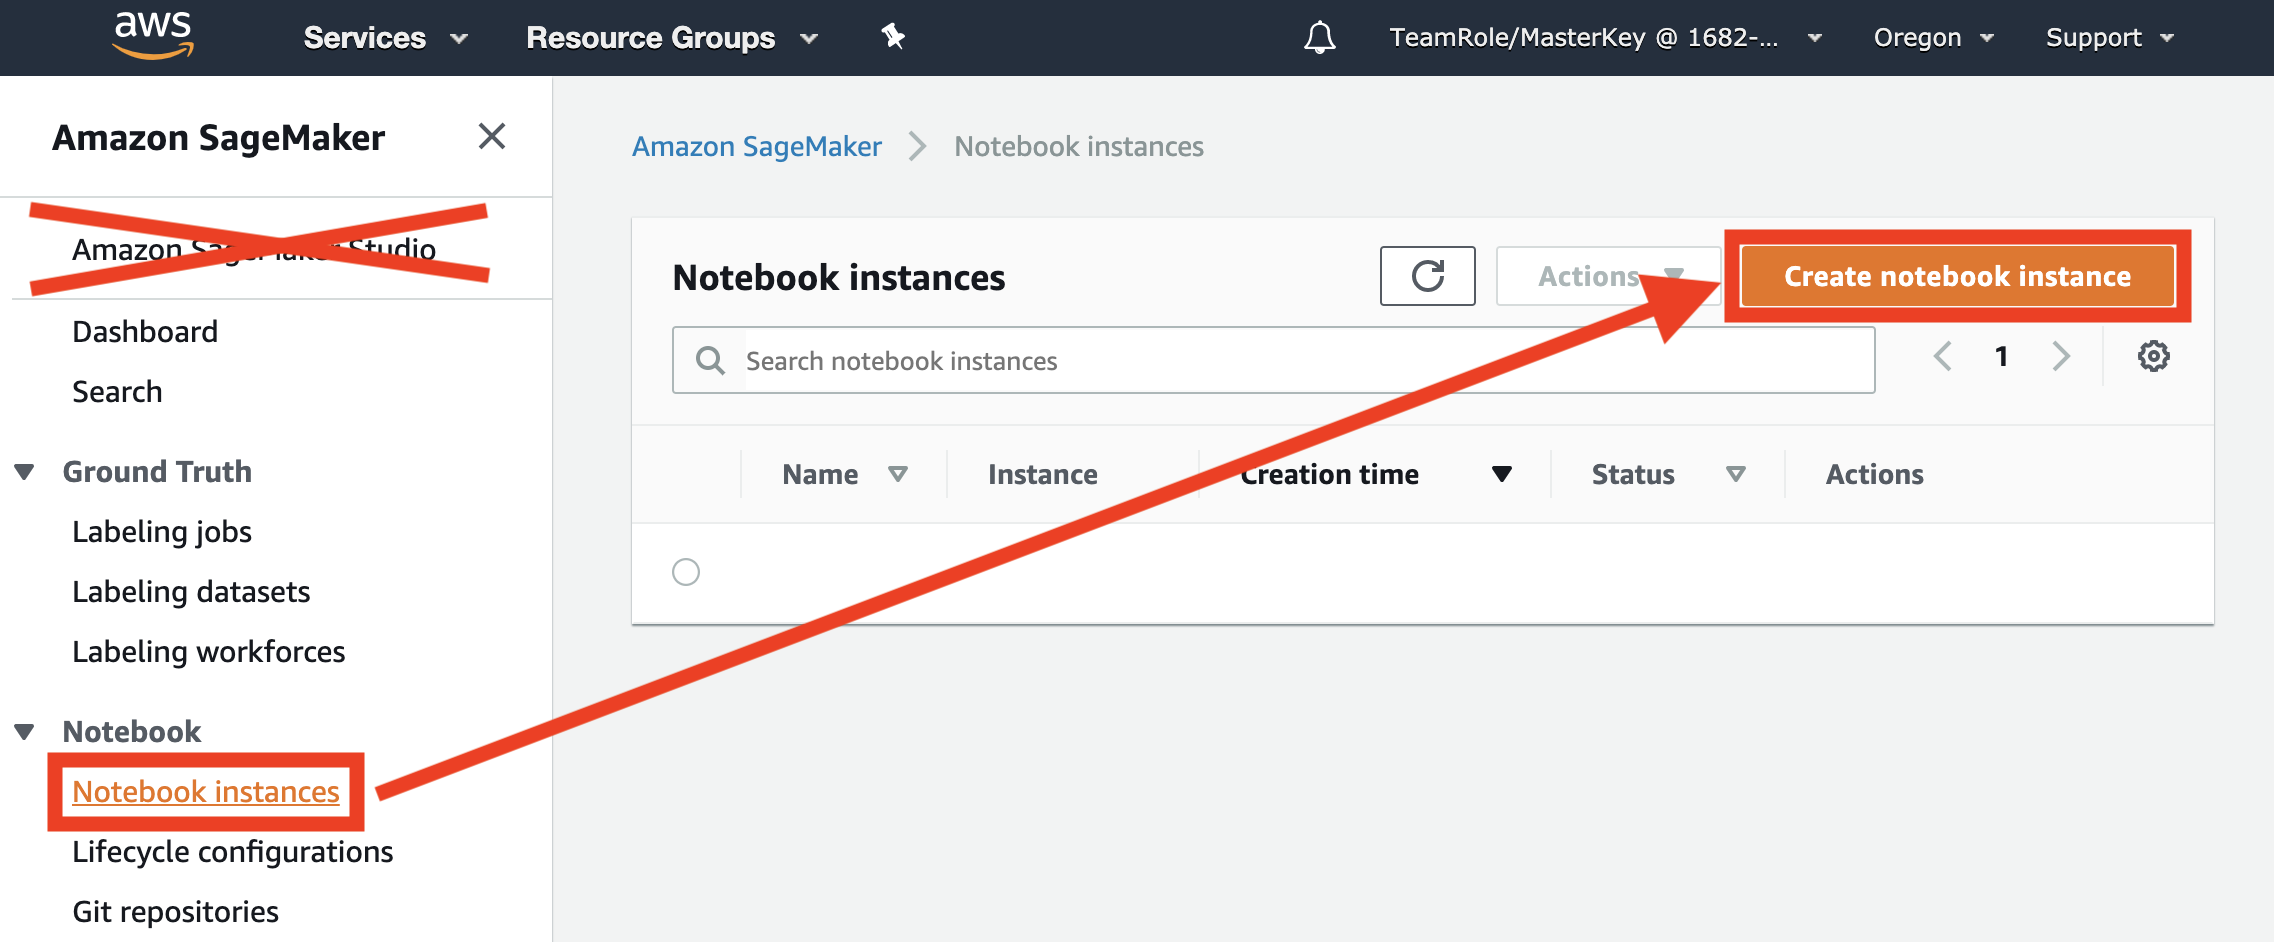 aws
Services
Resource Groups
TeamRole/MasterKey @ 1682-...
Oregon
Support
Amazon SageMaker
Amazon SageMaker Studio
Dashboard
Search
Ground Truth
Labeling jobs
Labeling datasets
Labeling workforces
Notebook
Notebook instances
Lifecycle configurations
Git repositories
Amazon SageMaker
Notebook instances
Notebook instances
Actions
Create notebook instance
Search notebook instances
1
Name
Instance
Creation time
Status
Actions